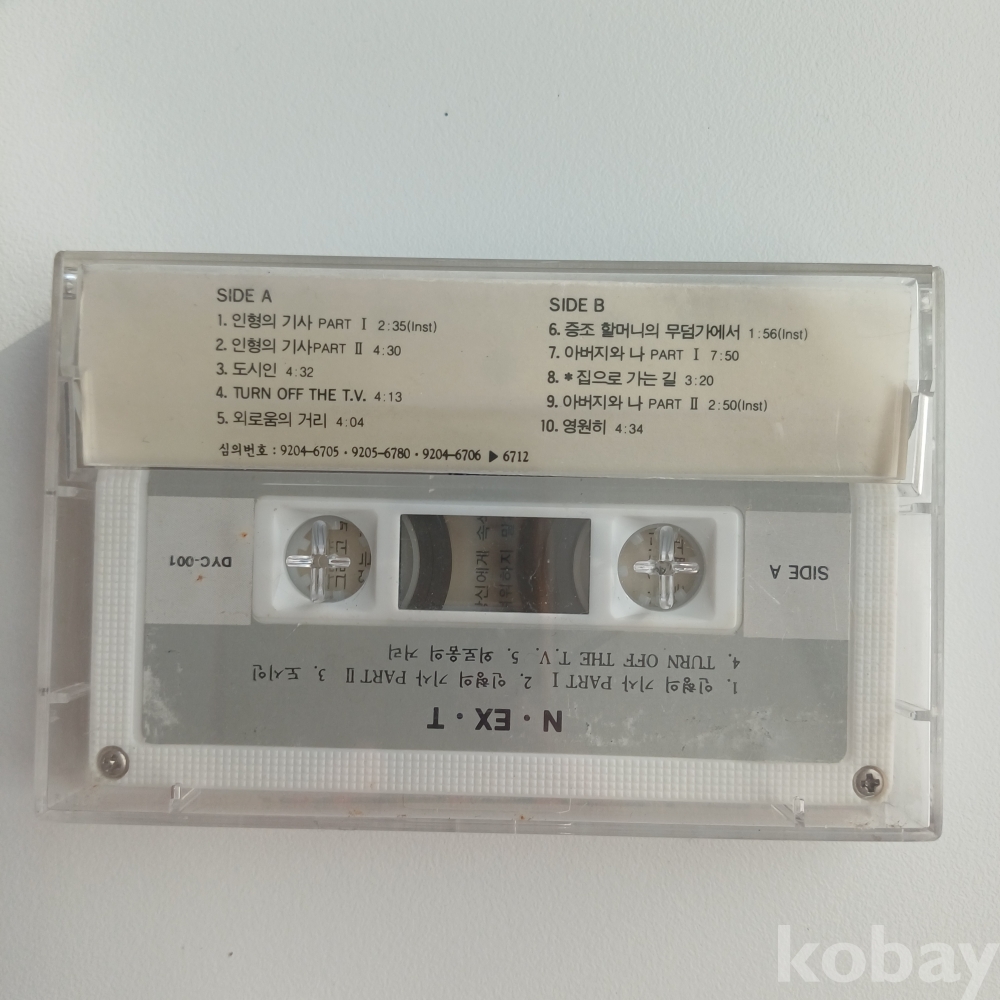 SIDE A
1. 인형의 기사 PART Ⅰ 2:35(Inst)
2. 인형의 기사 PART Ⅱ 4:30
3. 도시인 4:32
4. TURN OFF THE T.V. 4:13
5. 외로움의 거리 4:04
SIDE B
6. 증조 할머니의 무덤가에서 1:56(Inst)
7. 아버지와 나 PART Ⅰ 7:50
8. *집으로 가는 길 3:20
9. 아버지와 나 PART Ⅱ 2:50(Inst)
10. 영원히 4:34
심의번호 : 9204-6705 · 9205-6780 · 9204-6706 ▶ 6712
N · EX · T
1. 인형의 기사 PART Ⅰ 2. 인형의 기사 PART Ⅱ 3. 도시인
4. TURN OFF THE T. V. 5. 외로움의 거리
SIDE A
DYC-001
kobay